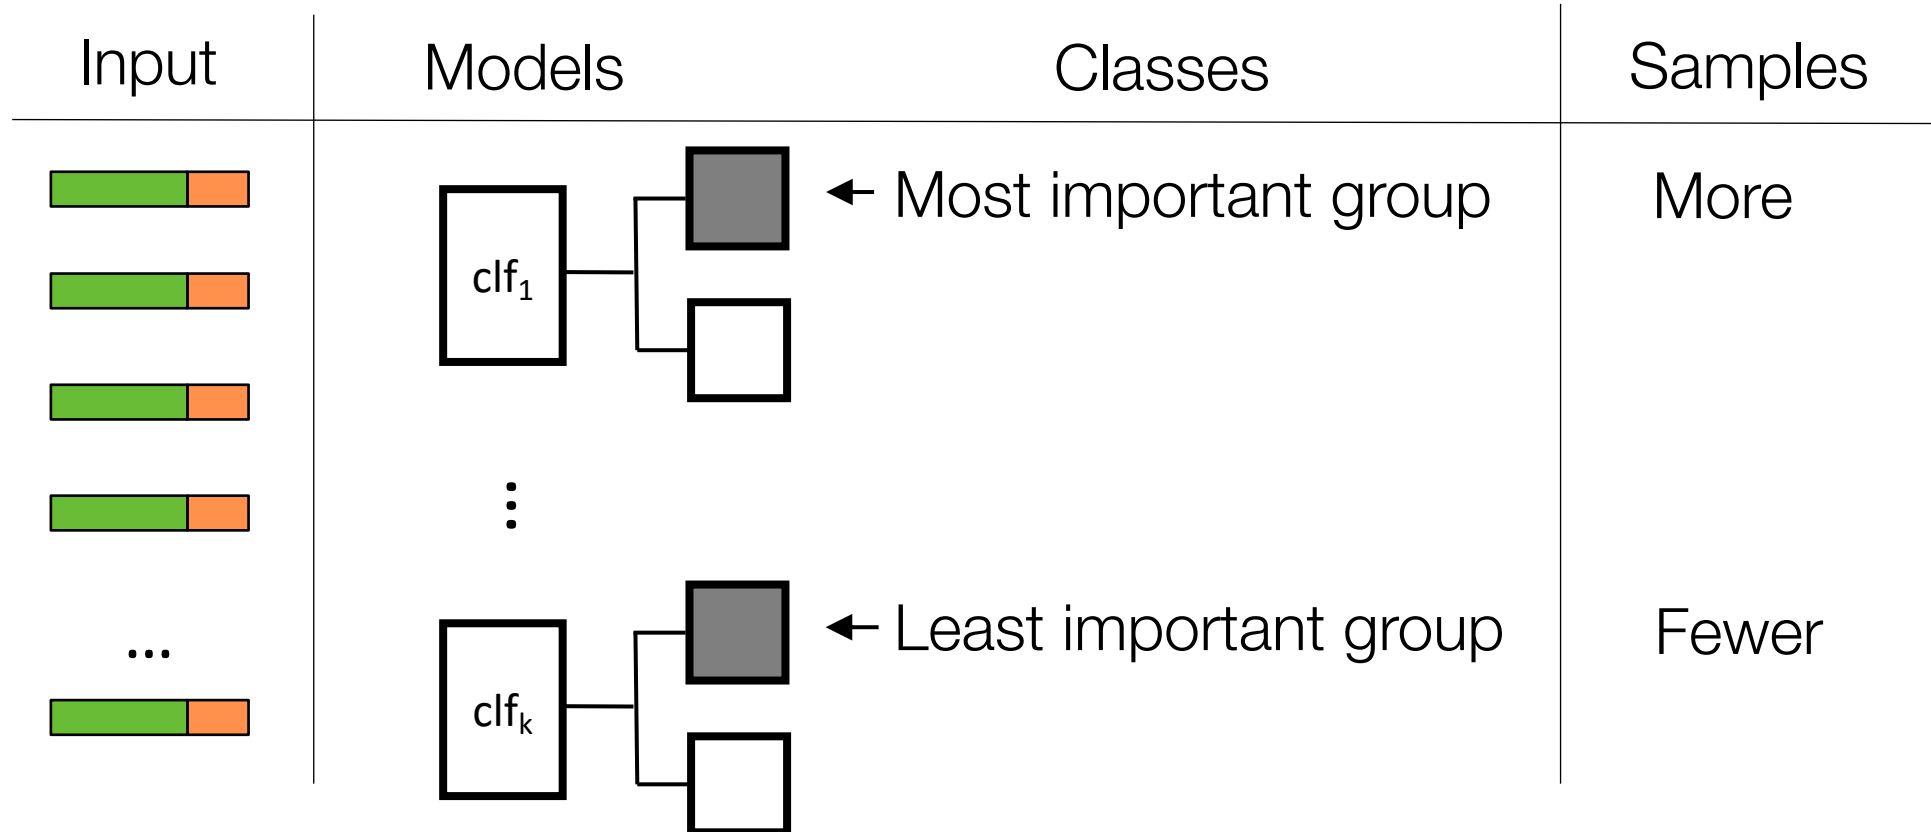 Input Models Classes Samples
clf₁ Most important group More
⋮
...
clfₖ Least important group Fewer